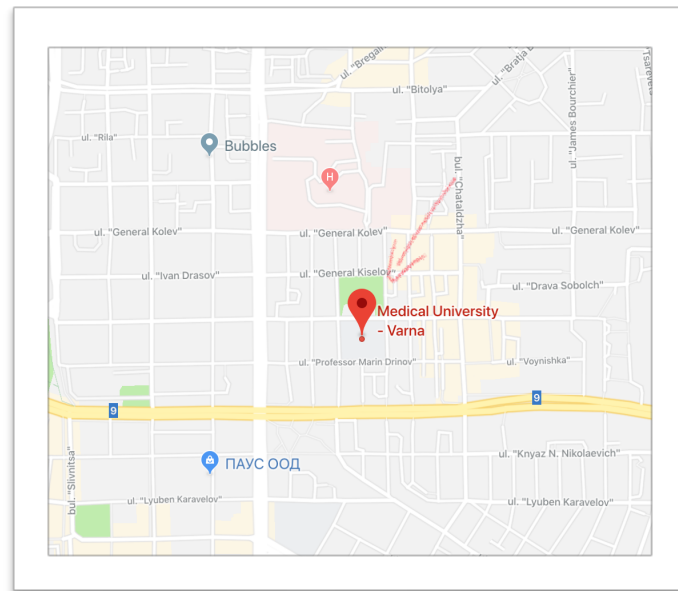 ul. "Bregali
ul. "Bratja
Tsarevets
ul. "Bitolya"
ul. "James Bourchier"
ul. "Rila"
Bubbles
H
bul. "Chataldzha"
ul. "General Kolev"
ul. "General Kolev"
ul. "General Kolev"
ul. "Ivan Drasov"
ul. "General Kiselov"
ul. "Drava Sobolch"
Medical University
- Varna
ul. "Professor Marin Drinov"
ul. "Voynishka"
9
9
bul. "Slivnitsa"
ПАУС ООД
ul. "Knyaz N. Nikolaevich"
ul. "Lyuben Karavelov"
ul. "Lyuben Karavelov"